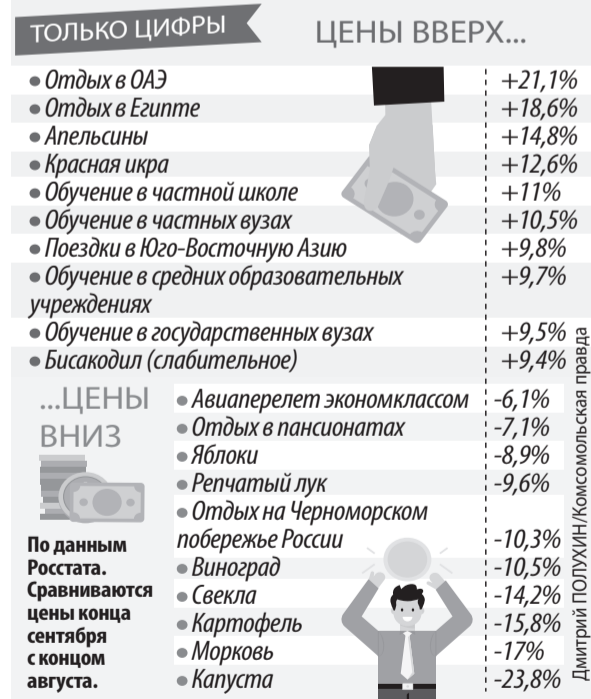 ТОЛЬКО ЦИФРЫ
ЦЕНЫ ВВЕРХ...
• Отдых в ОАЭ +21,1%
• Отдых в Египте +18,6%
• Апельсины +14,8%
• Красная икра +12,6%
• Обучение в частной школе +11%
• Обучение в частных вузах +10,5%
• Поездки в Юго-Восточную Азию +9,8%
• Обучение в средних образовательных +9,7%
учреждениях
• Обучение в государственных вузах +9,5%
• Бисакодил (слабительное) +9,4%
...ЦЕНЫ
ВНИЗ
• Авиаперелет экономклассом -6,1%
• Отдых в пансионатах -7,1%
• Яблоки -8,9%
• Репчатый лук -9,6%
• Отдых на Черноморском
побережье России -10,3%
• Виноград -10,5%
• Свекла -14,2%
• Картофель -15,8%
• Морковь -17%
• Капуста -23,8%
По данным
Росстата.
Сравниваются
цены конца
сентября
с концом
августа.
Дмитрий ПОЛУХИН/Комсомольская правда